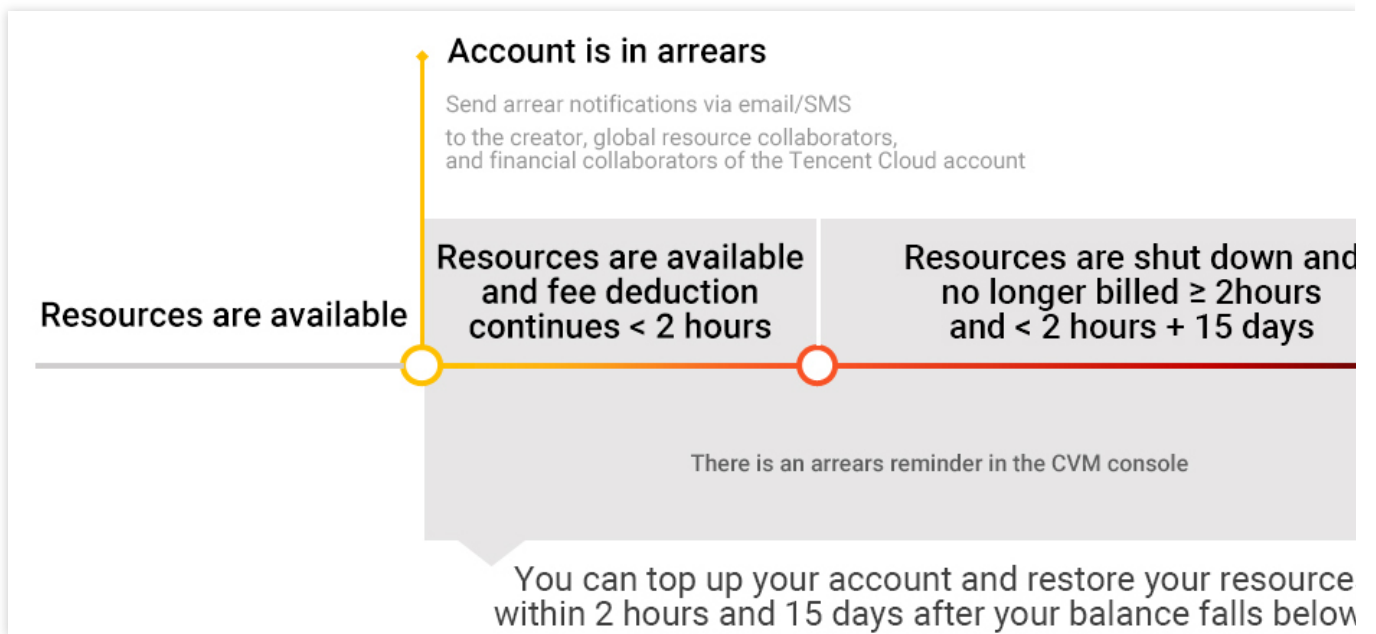 Account is in arrears
Send arrear notifications via email/SMS
to the creator, global resource collaborators,
and financial collaborators of the Tencent Cloud account
Resources are available
Resources are available
and fee deduction
continues < 2 hours
Resources are shut down and
no longer billed ≥ 2hours
and < 2 hours + 15 days
There is an arrears reminder in the CVM console
You can top up your account and restore your resource
within 2 hours and 15 days after your balance falls below